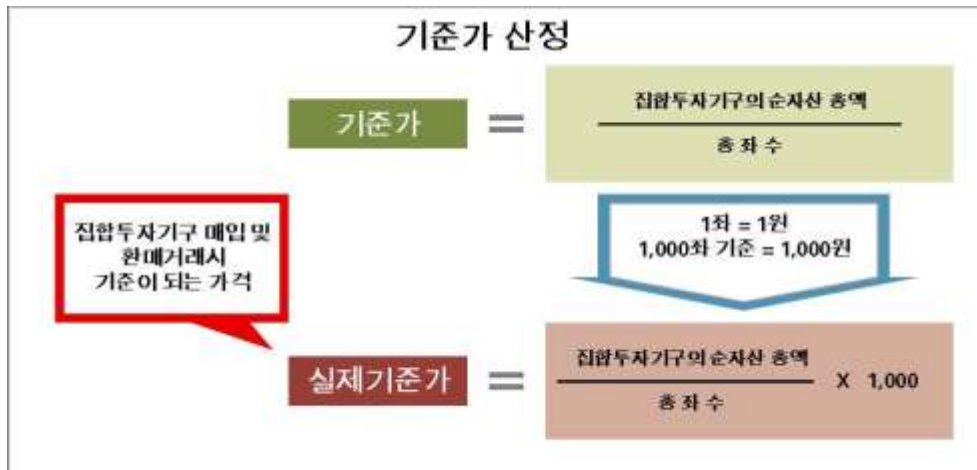 기준가 산정
기준가 = 집합투자기구의 순자산 총액
총 좌 수
집합투자기구 매입 및
환매거래시
기준이 되는 가격
1좌 = 1원
1,000좌 기준 = 1,000원
실제기준가 = 집합투자기구의 순자산 총액
총 좌 수
X 1,000